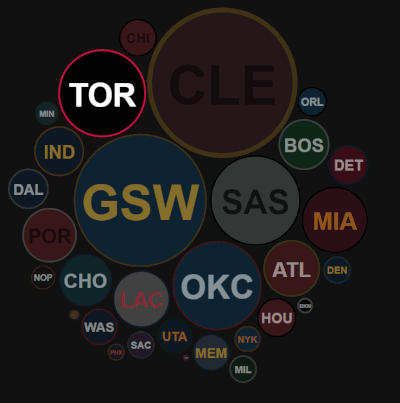 CHI
CLE
TOR
ORL
MIN
BOS
IND
DET
DAL
GSW
SAS
MIA
POR
ATL
DEN
NOP
CHO
OKC
LAC
BKN
HOU
WAS
UTA
NYK
SAC
PHX
MEM
MIL